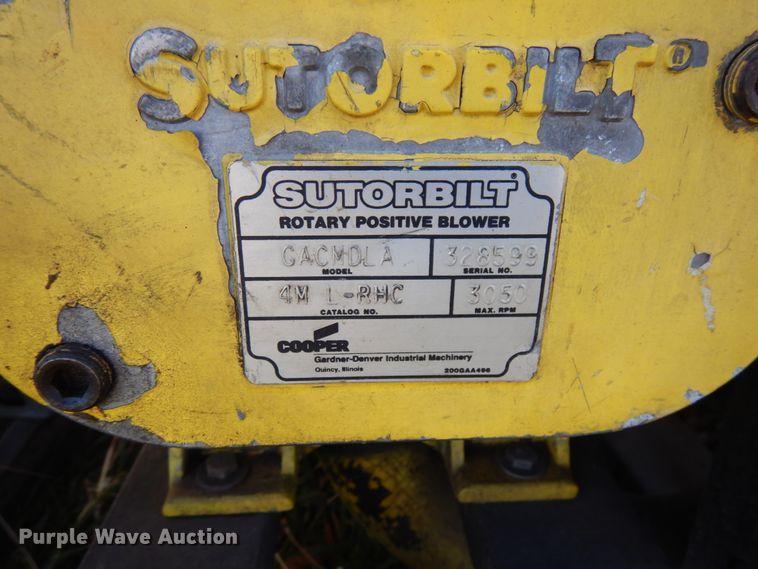 SUTORBILT®
SUTORBILT®
ROTARY POSITIVE BLOWER
GACMDLA 328599
MODEL SERIAL NO.
4M L-RHC 3050
CATALOG NO. MAX. RPM
COOPER
Gardner-Denver Industrial Machinery
Quincy, Illinois 200GAA496
Purple Wave Auction®